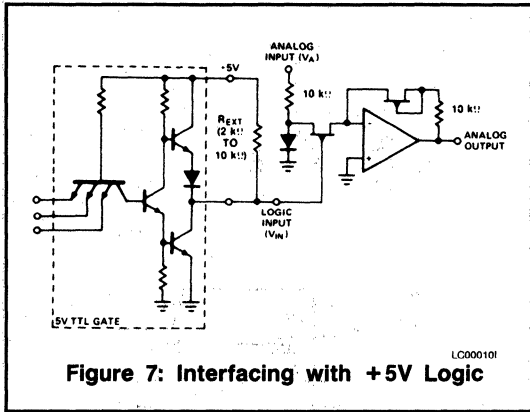 ANALOG
INPUT (VA)
+5V
10 kΩ
REXT
(2 kΩ
TO
10 kΩ)
10 kΩ
-
+
ANALOG
OUTPUT
LOGIC
INPUT
(VIN)
5V TTL GATE
LC00010I
Figure 7: Interfacing with +5V Logic